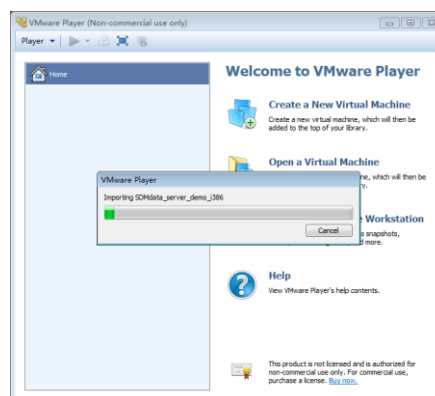 VMware Player (Non-commercial use only)
Player
Home
Welcome to VMware Player
Create a New Virtual Machine
Create a new virtual machine, which will then be
added to the top of your library.
Open a Virtual Machine
ne, which will then be
ry.
VMware Player
Importing SDMdata_server_demo_i386
Cancel
Workstation
snapshots,
more.
Help
View VMware Player's help contents.
This product is not licensed and is authorized for
non-commercial use only. For commercial use,
purchase a license. Buy now.